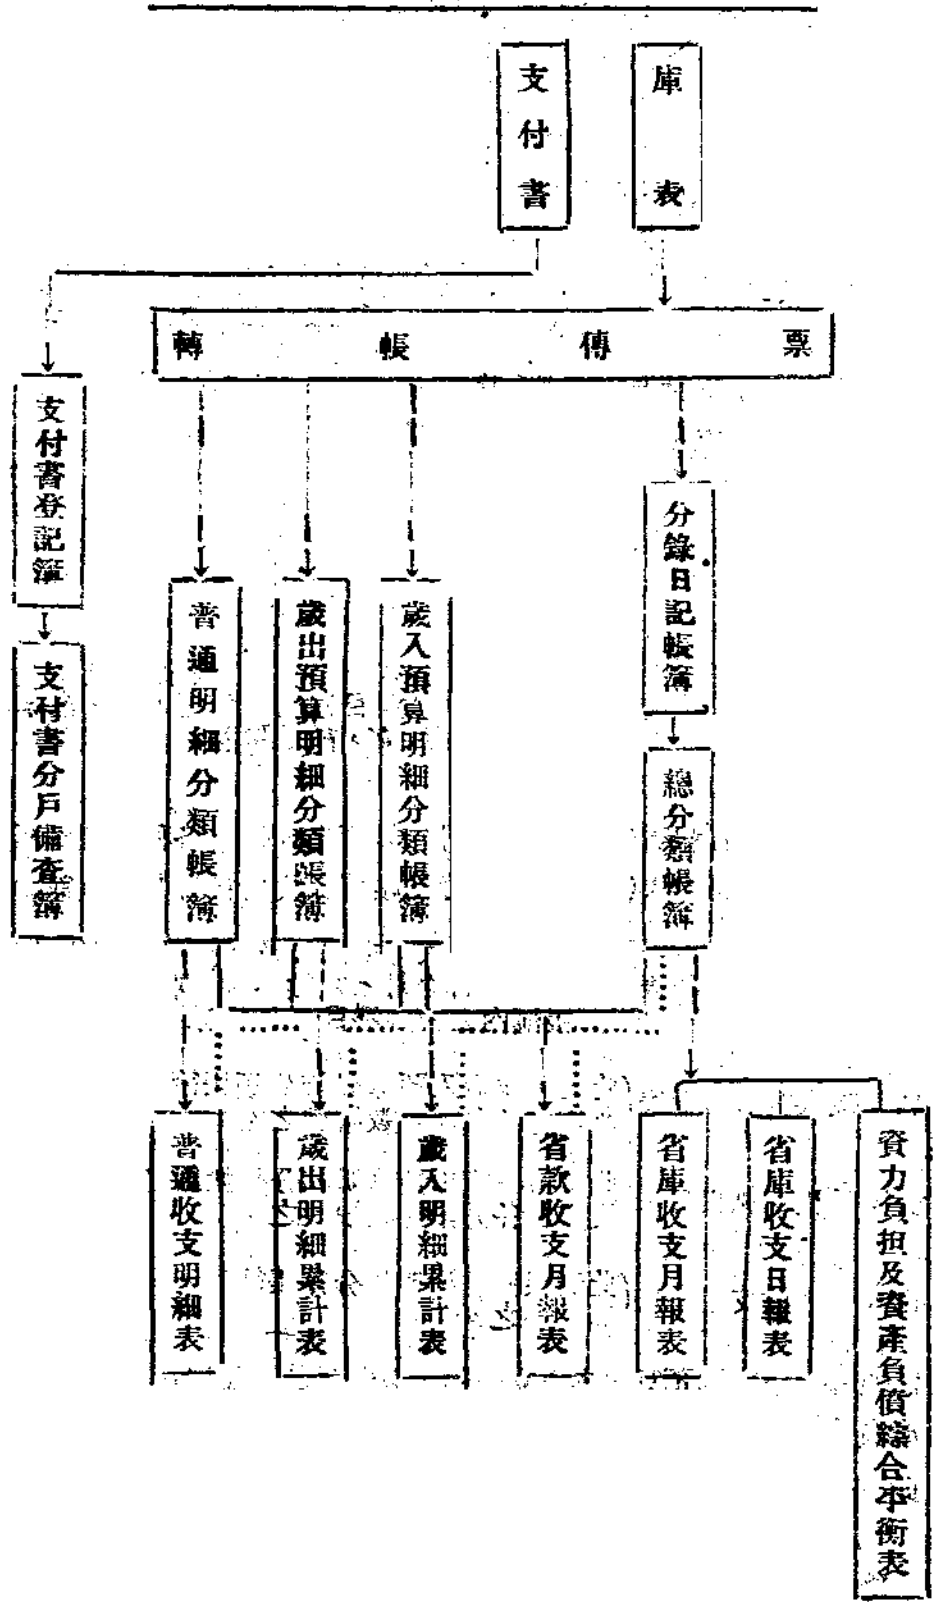 庫表
支付書
轉帳傳票
分錄日記帳簿
總分類帳簿
歲入預算明細分類帳簿
歲出預算明細分類帳簿
普通明細分類帳簿
支付書登記簿
支付書分戶備查簿
資力負担及資產負債綜合平衡表
省庫收支日報表
省庫收支月報表
省款收支月報表
歲入明細累計表
歲出明細累計表
普通收支明細表